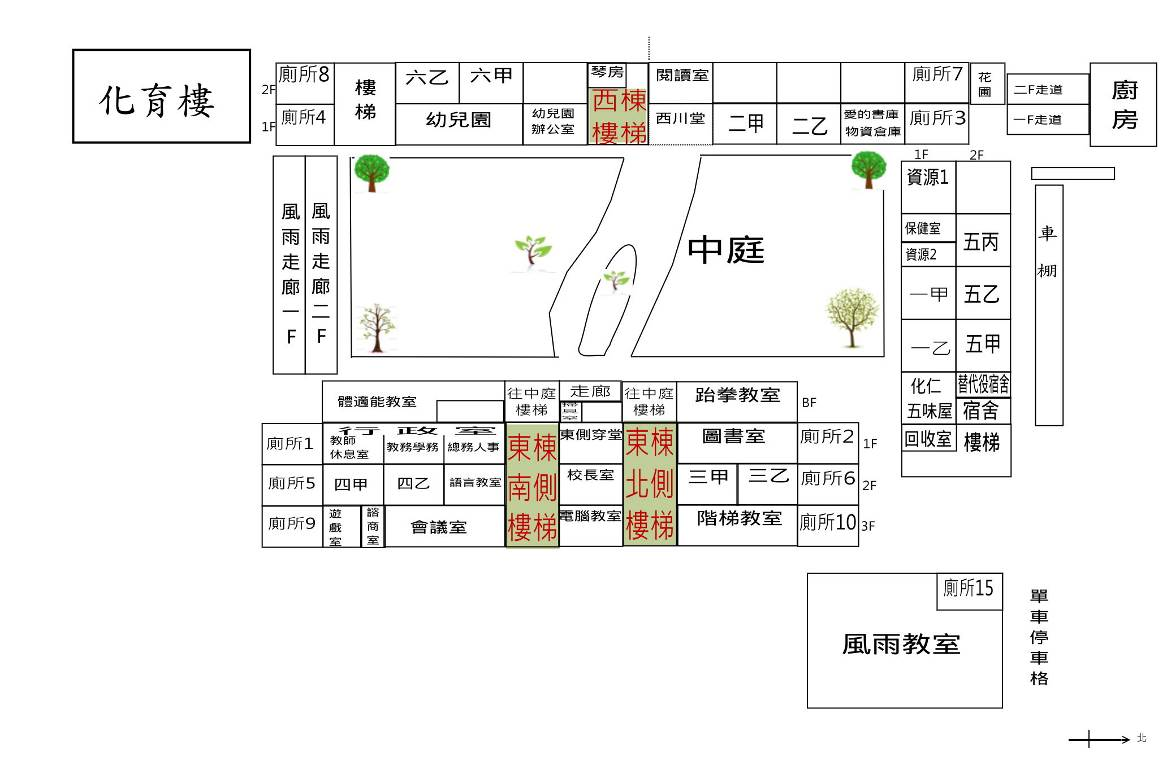 化育樓
2F
廁所8
樓梯
六乙
六甲
琴房
閱讀室
廁所7
花圃
二F走道
廚房
1F
廁所4
幼兒園
幼兒園
辦公室
西棟
樓梯
西川堂
二甲
二乙
愛的書庫
物資倉庫
廁所3
一F走道
風雨走廊一F
風雨走廊二F
中庭
1F
2F
資源1
保健室
資源2
五丙
一甲
五乙
一乙
五甲
化仁
五味屋
替代役宿舍
宿舍
回收室
樓梯
車棚
體適能教室
往中庭
樓梯
走廊
往中庭
樓梯
跆拳教室
BF
廁所1
行政室
教師
休息室
教務學務
總務人事
東棟
南側
樓梯
東側穿堂
東棟
北側
樓梯
圖書室
廁所2
1F
廁所5
四甲
四乙
語言教室
校長室
三甲
三乙
廁所6
2F
廁所9
遊戲室
諮商室
會議室
電腦教室
階梯教室
廁所10
3F
廁所15
風雨教室
單車停車格
北